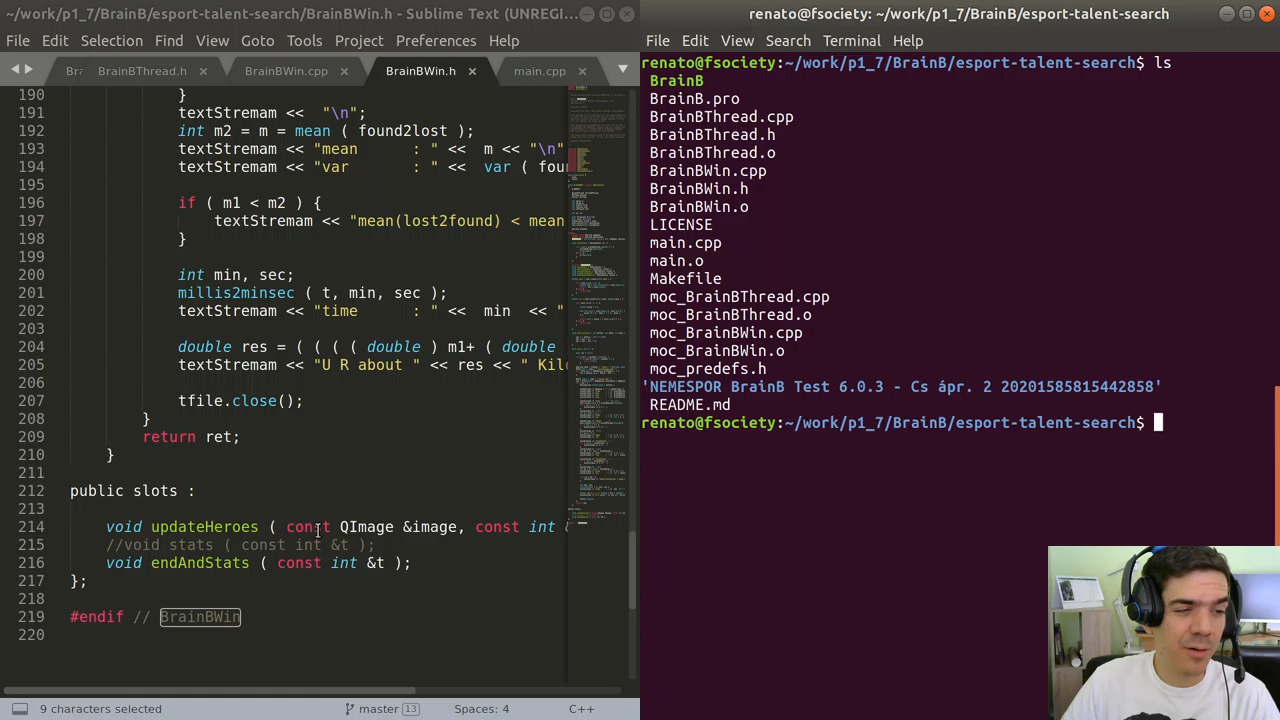 ~/work/p1_7/BrainB/esport-talent-search/BrainBWin.h - Sublime Text (UNREGI...
File Edit Selection Find View Goto Tools Project Preferences Help
BrainBThread.h BrainBWin.cpp BrainBWin.h main.cpp
190 }
191 textStremam << "\n";
192 int m2 = m = mean ( found2lost );
193 textStremam << "mean : " << m << "\n"
194 textStremam << "var : " << var ( fou
195
196 if ( m1 < m2 ) {
197 textStremam << "mean(lost2found) < mean
198 }
199
200 int min, sec;
201 millis2minsec ( t, min, sec );
202 textStremam << "time : " << min << "
203
204 double res = ( ( ( ( double ) m1+ ( double
205 textStremam << "U R about " << res << " Kil
206
207 tfile.close();
208 }
209 return ret;
210 }
211
212 public slots :
213
214 void updateHeroes ( const QImage &image, const int &
215 //void stats ( const int &t );
216 void endAndStats ( const int &t );
217 };
218
219 #endif // BrainBWin
220
9 characters selected master 13 Spaces: 4 C++
renato@fsociety: ~/work/p1_7/BrainB/esport-talent-search
File Edit View Search Terminal Help
renato@fsociety:~/work/p1_7/BrainB/esport-talent-search$ ls
BrainB
BrainB.pro
BrainBThread.cpp
BrainBThread.h
BrainBThread.o
BrainBWin.cpp
BrainBWin.h
BrainBWin.o
LICENSE
main.cpp
main.o
Makefile
moc_BrainBThread.cpp
moc_BrainBThread.o
moc_BrainBWin.cpp
moc_BrainBWin.o
moc_predefs.h
'NEMESPOR BrainB Test 6.0.3 - Cs ápr. 2 20201585815442858'
README.md
renato@fsociety:~/work/p1_7/BrainB/esport-talent-search$